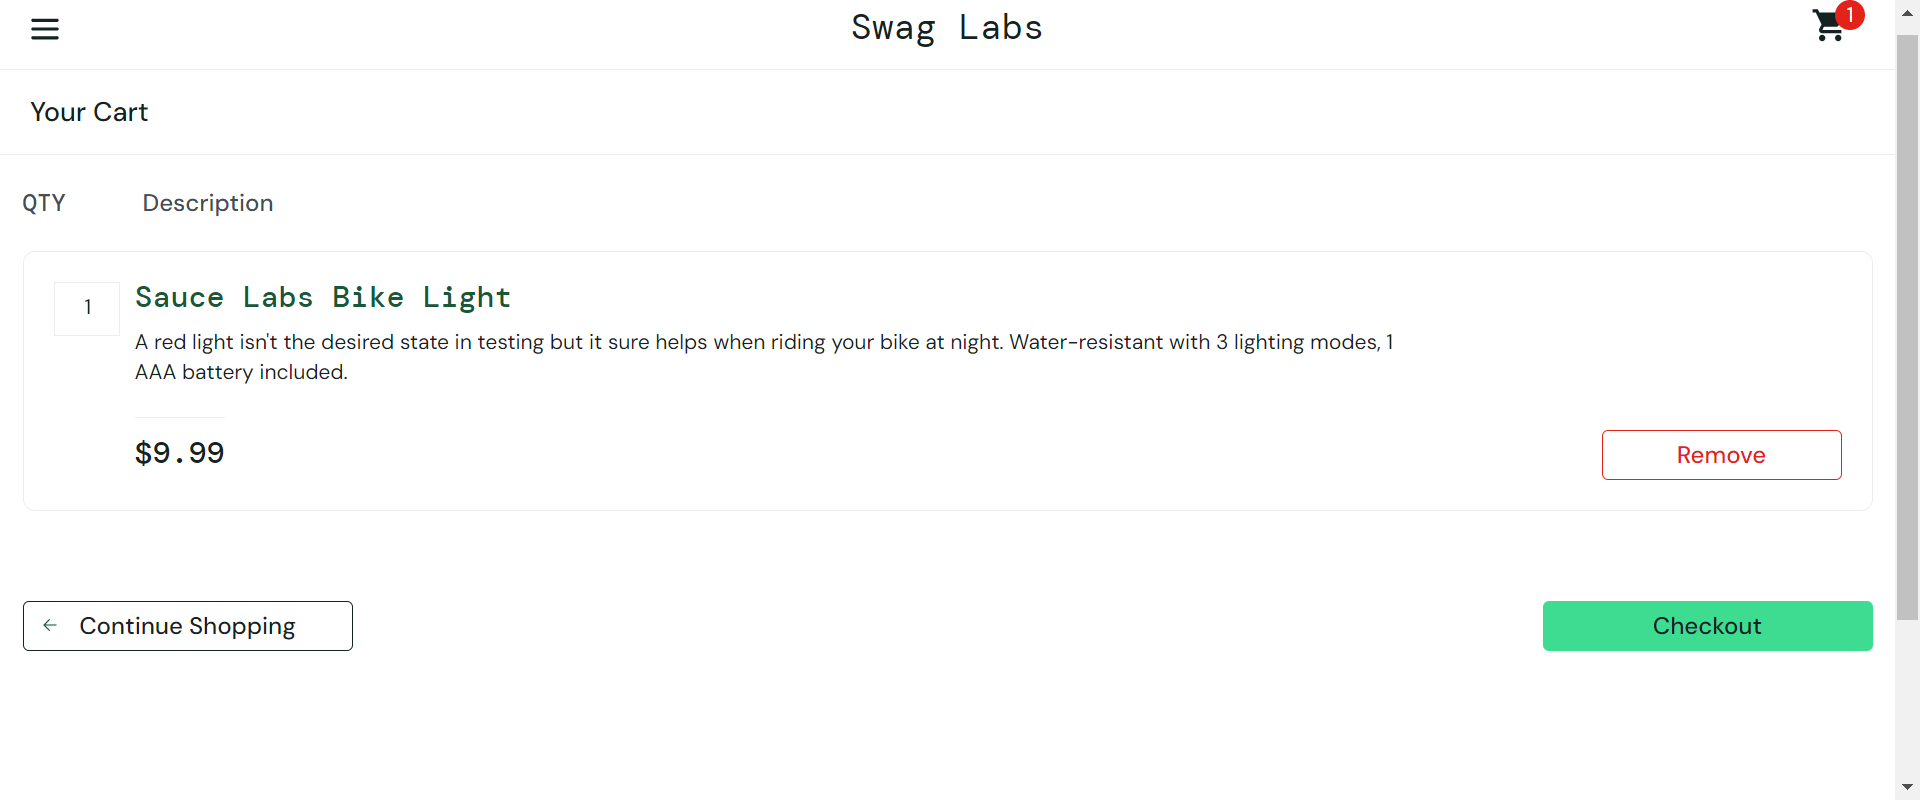 Swag Labs
1
Your Cart
QTY
Description
1
Sauce Labs Bike Light
A red light isn't the desired state in testing but it sure helps when riding your bike at night. Water-resistant with 3 lighting modes, 1
AAA battery included.
$9.99
Remove
Continue Shopping
Checkout